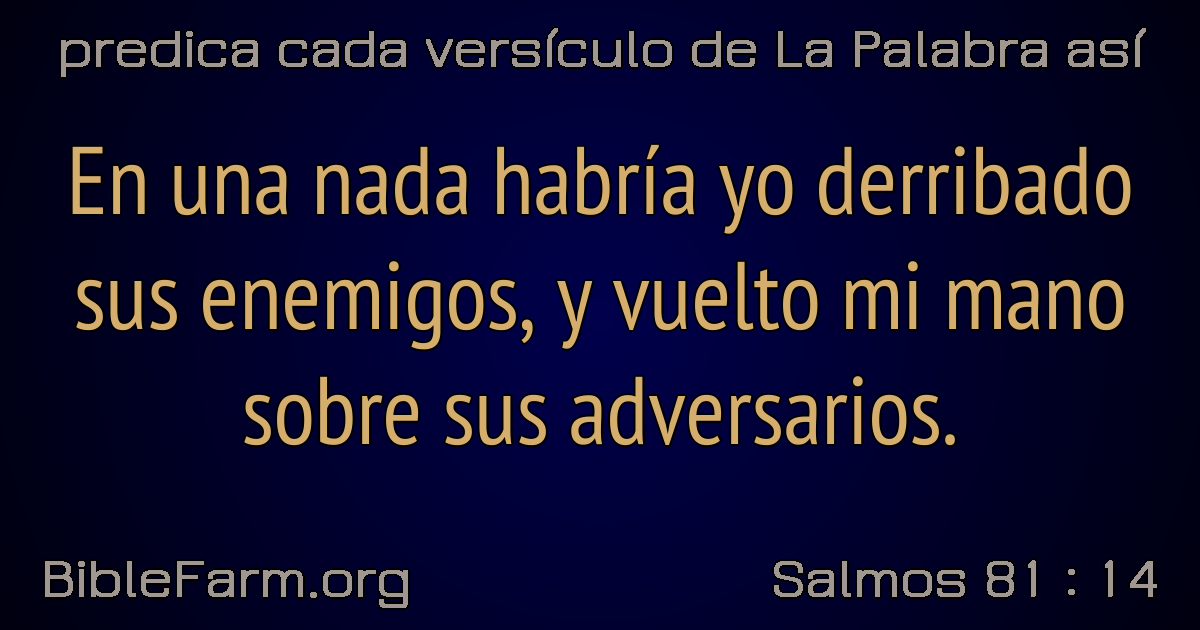 predica cada versículo de La Palabra así
En una nada habría yo derribado
sus enemigos, y vuelto mi mano
sobre sus adversarios.
BibleFarm.org
Salmos 81 : 14